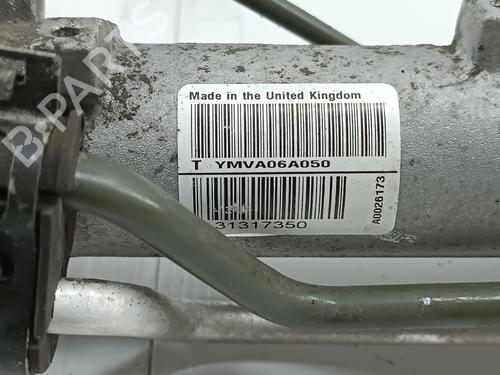 Made in the United Kingdom
T YMVA06A050
31317350
A0026173
B-PARTS